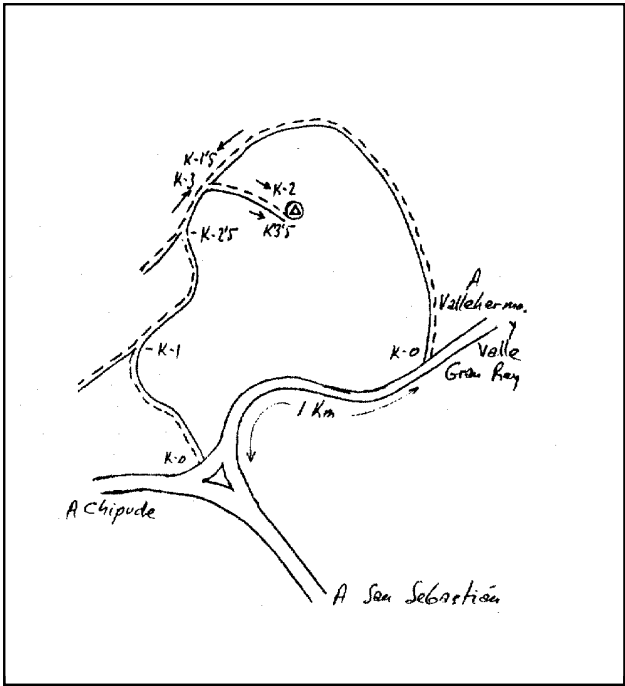 K-1'5
K-3
K-2
K3'5
K-2'5
A
Vallehermo.
y
Valle
Gran Rey
K-0
K-1
1 Km
K-0
A Chipude
A San Sebastián